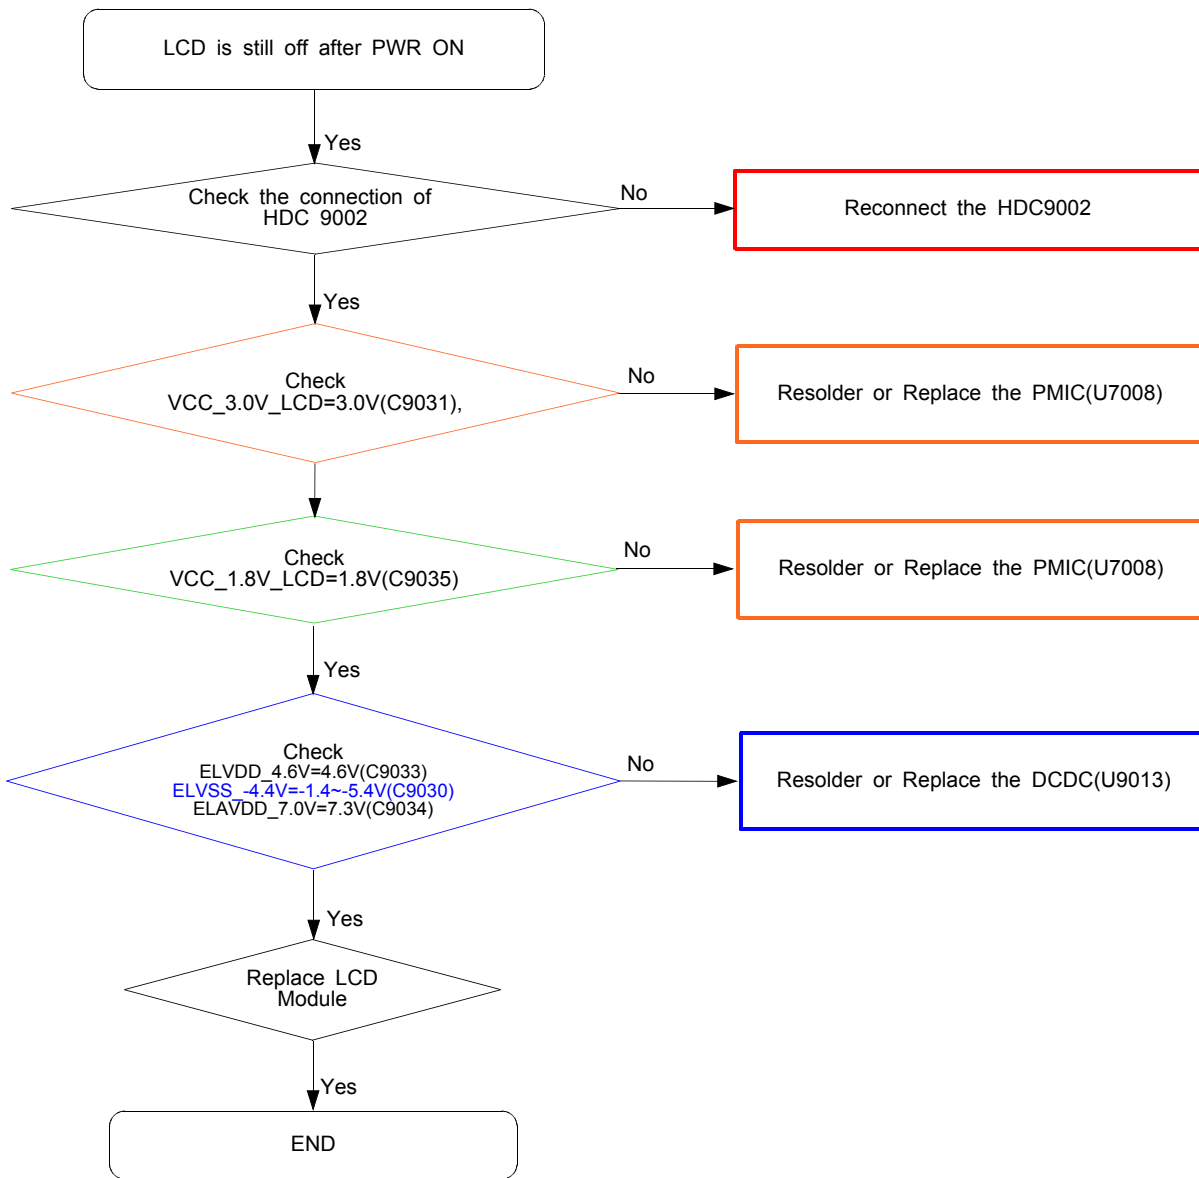 LCD is still off after PWR ON
Yes
Check the connection of
HDC 9002
No
Reconnect the HDC9002
Yes
Check
VCC_3.0V_LCD=3.0V(C9031),
No
Resolder or Replace the PMIC(U7008)
Check
VCC_1.8V_LCD=1.8V(C9035)
No
Resolder or Replace the PMIC(U7008)
Yes
Check
ELVDD_4.6V=4.6V(C9033)
ELVSS_-4.4V=-1.4~-5.4V(C9030)
ELAVDD_7.0V=7.3V(C9034)
No
Resolder or Replace the DCDC(U9013)
Yes
Replace LCD
Module
Yes
END